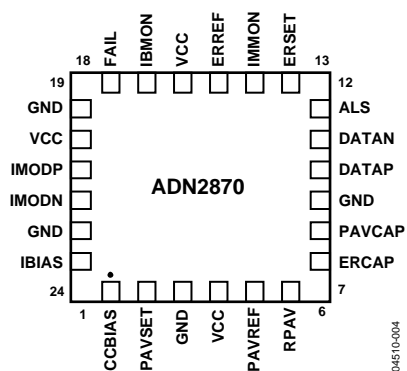 18
FAIL
IBMON
VCC
ERREF
IMMON
ERSET
13
19
12
GND
VCC
IMODP
IMODN
GND
IBIAS
ADN2870
ALS
DATAN
DATAP
GND
PAVCAP
ERCAP
24
7
1
CCBIAS
PAVSET
GND
VCC
PAVREF
RPAV
6
04510-004